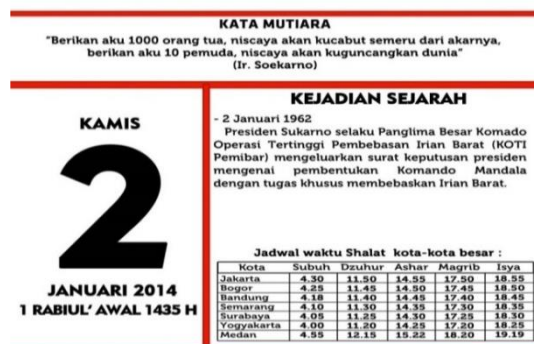 KATA MUTIARA
"Berikan aku 1000 orang tua, niscaya akan kucabut semeru dari akarnya,
berikan aku 10 pemuda, niscaya akan kuguncangkan dunia"
(Ir. Soekarno)
KAMIS
2
JANUARI 2014
1 RABIUL' AWAL 1435 H
KEJADIAN SEJARAH
- 2 Januari 1962
Presiden Sukarno selaku Panglima Besar Komado
Operasi Tertinggi Pembebasan Irian Barat (KOTI
Pemibar) mengeluarkan surat keputusan presiden
mengenai pembentukan Komando Mandala
dengan tugas khusus membebaskan Irian Barat.
Jadwal waktu Shalat kota-kota besar :
Kota Subuh Dzuhur Ashar Magrib Isya
Jakarta 4.30 11.50 14.55 17.50 18.55
Bogor 4.25 11.45 14.50 17.45 18.50
Bandung 4.18 11.40 14.45 17.40 18.45
Semarang 4.10 11.30 14.35 17.30 18.35
Surabaya 4.05 11.25 14.30 17.25 18.30
Yogyakarta 4.00 11.20 14.25 17.20 18.25
Medan 4.55 12.15 15.22 18.20 19.19